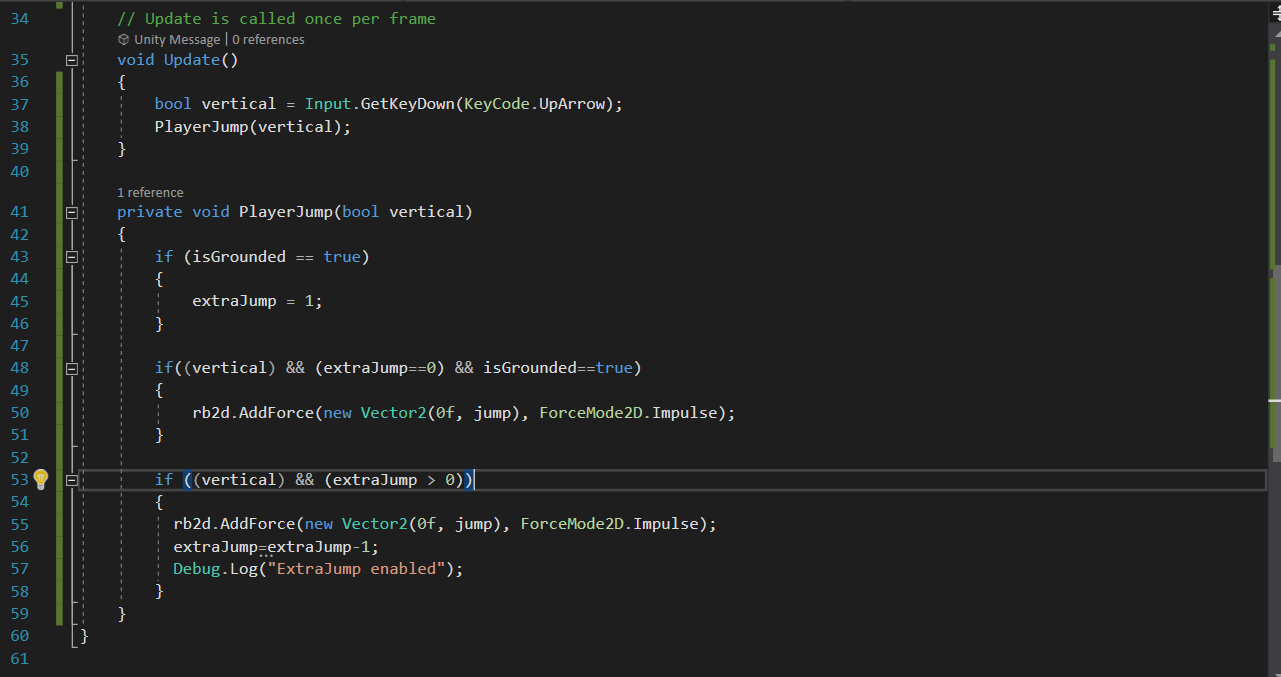 34 // Update is called once per frame
Unity Message | 0 references
35 void Update()
36 {
37 bool vertical = Input.GetKeyDown(KeyCode.UpArrow);
38 PlayerJump(vertical);
39 }
40
1 reference
41 private void PlayerJump(bool vertical)
42 {
43 if (isGrounded == true)
44 {
45 extraJump = 1;
46 }
47
48 if((vertical) && (extraJump==0) && isGrounded==true)
49 {
50 rb2d.AddForce(new Vector2(0f, jump), ForceMode2D.Impulse);
51 }
52
53 if ((vertical) && (extraJump > 0))
54 {
55 rb2d.AddForce(new Vector2(0f, jump), ForceMode2D.Impulse);
56 extraJump=extraJump-1;
57 Debug.Log("ExtraJump enabled");
58 }
59 }
60 }
61